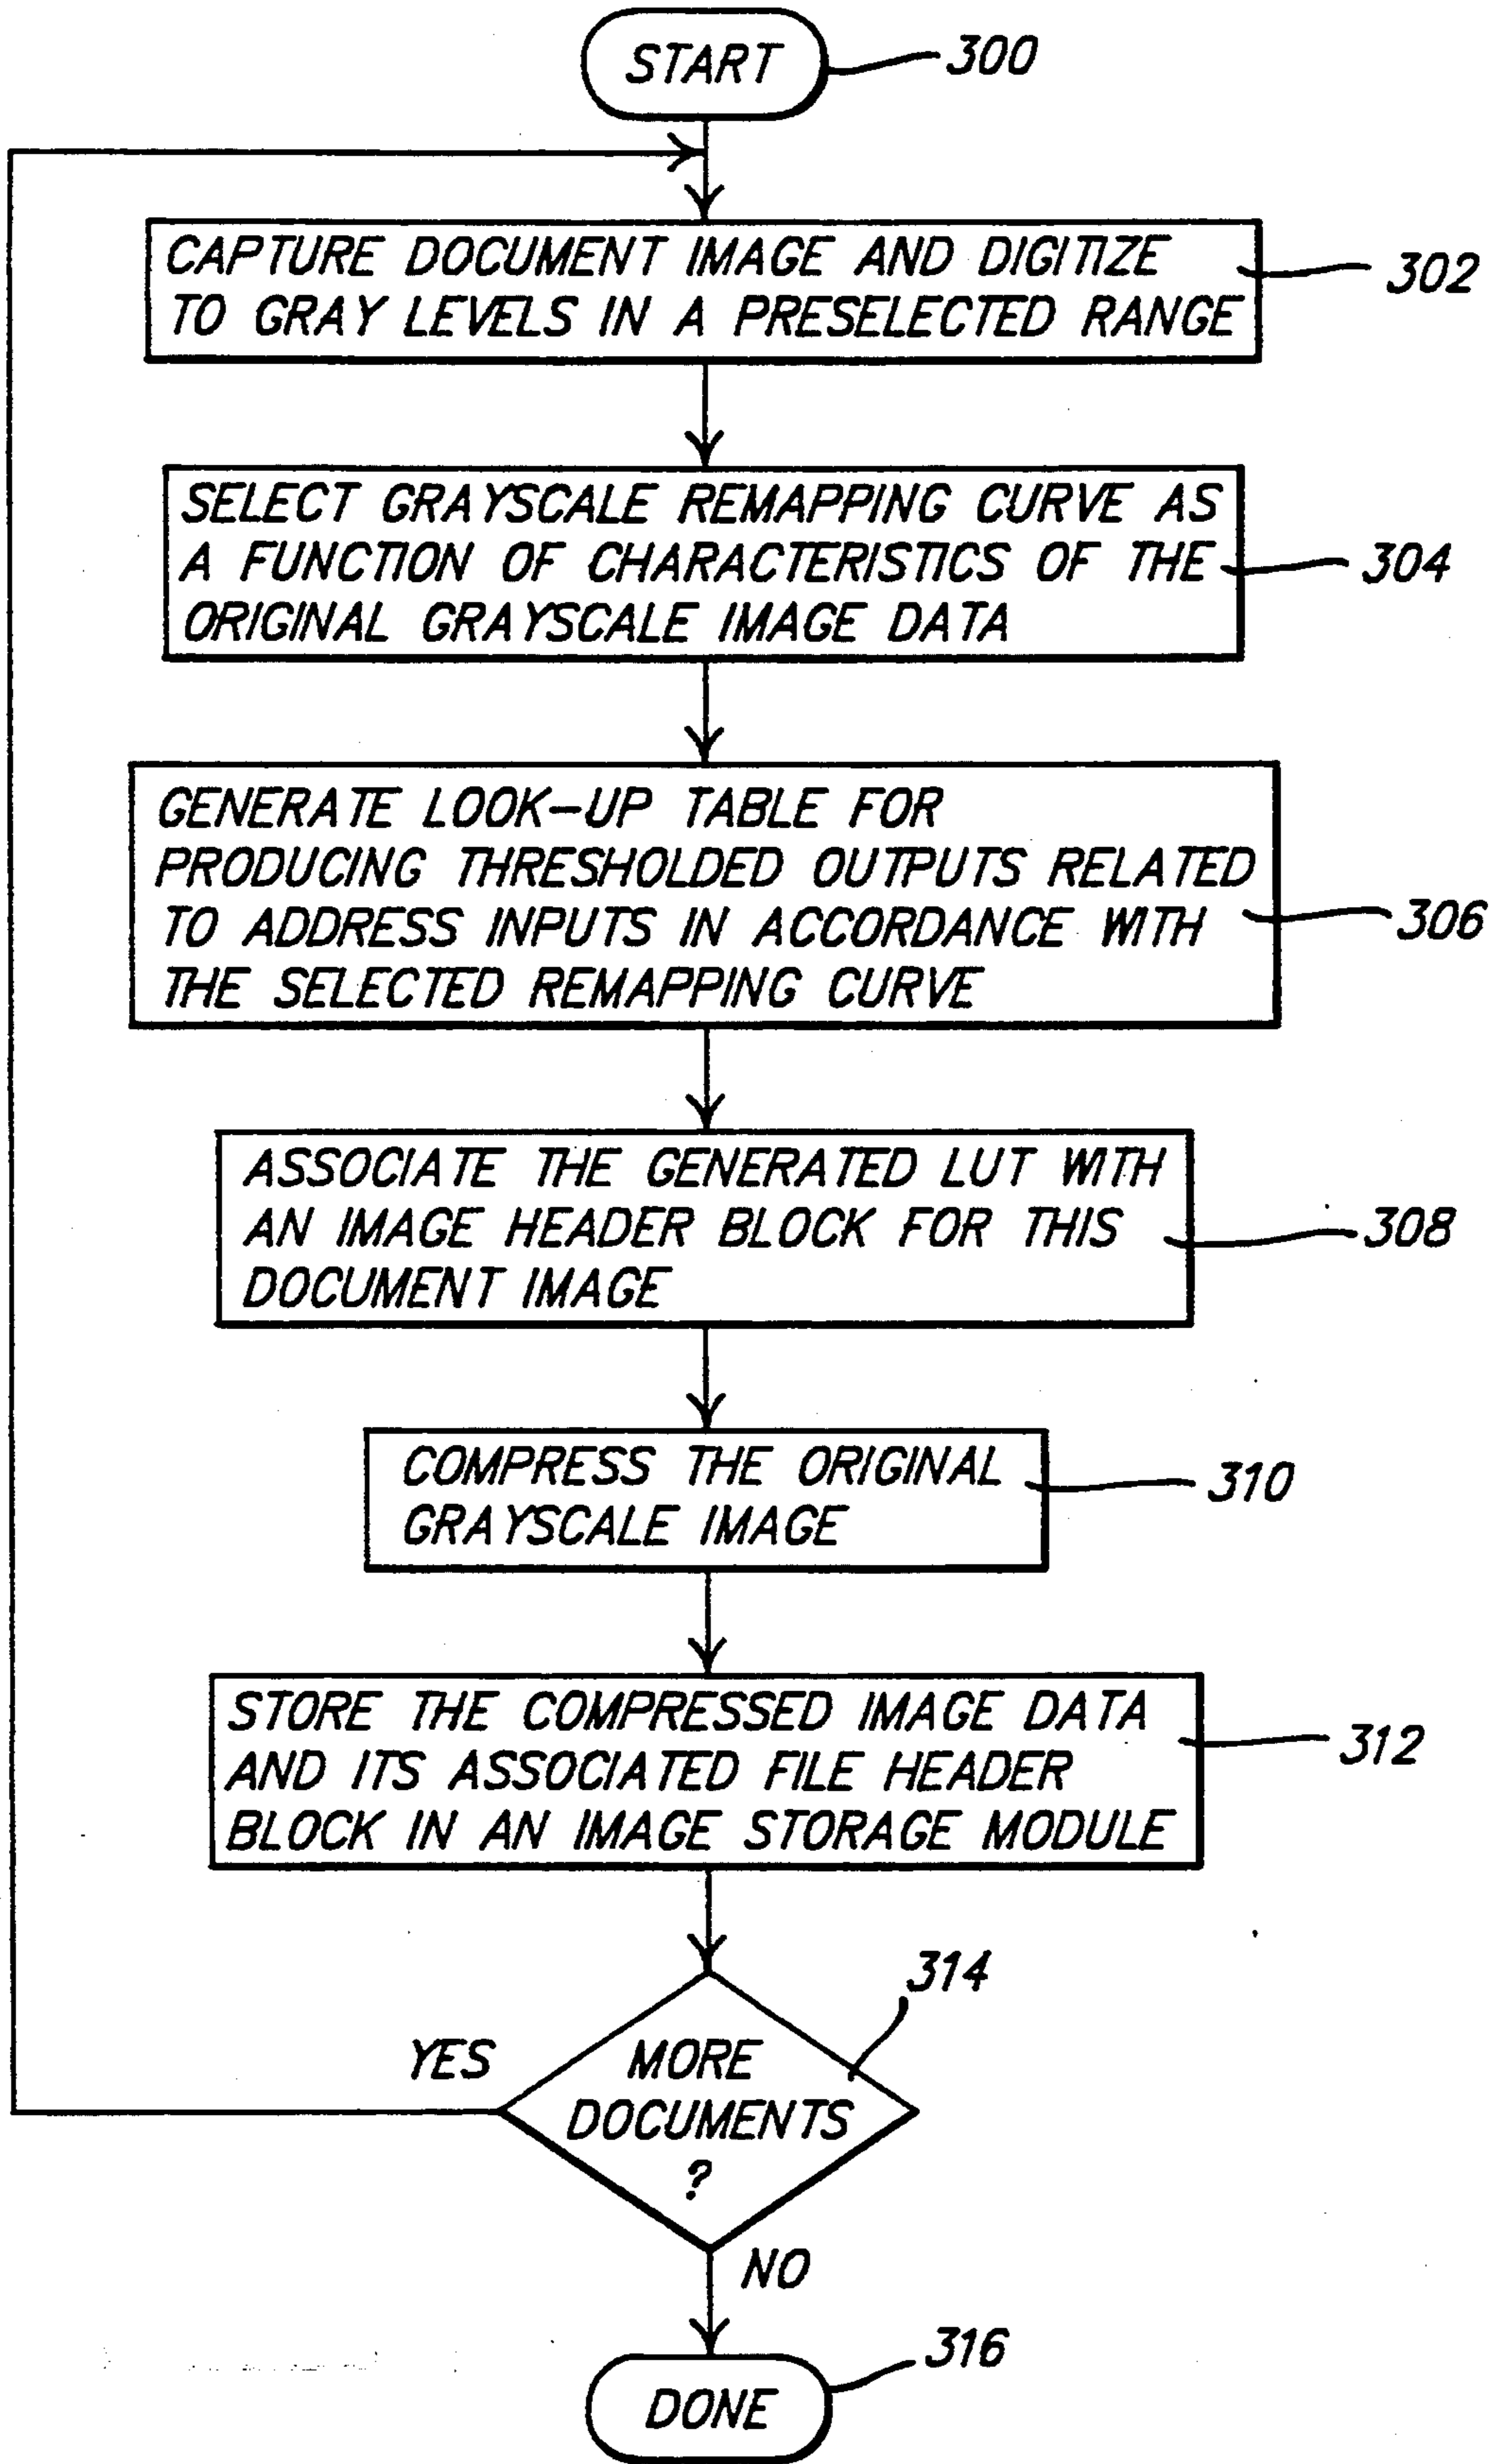 START
300
CAPTURE DOCUMENT IMAGE AND DIGITIZE
TO GRAY LEVELS IN A PRESELECTED RANGE
302
SELECT GRAYSCALE REMAPPING CURVE AS
A FUNCTION OF CHARACTERISTICS OF THE
ORIGINAL GRAYSCALE IMAGE DATA
304
GENERATE LOOK-UP TABLE FOR
PRODUCING THRESHOLDED OUTPUTS RELATED
TO ADDRESS INPUTS IN ACCORDANCE WITH
THE SELECTED REMAPPING CURVE
306
ASSOCIATE THE GENERATED LUT WITH
AN IMAGE HEADER BLOCK FOR THIS
DOCUMENT IMAGE
308
COMPRESS THE ORIGINAL
GRAYSCALE IMAGE
310
STORE THE COMPRESSED IMAGE DATA
AND ITS ASSOCIATED FILE HEADER
BLOCK IN AN IMAGE STORAGE MODULE
312
314
YES
MORE
DOCUMENTS
?
NO
316
DONE